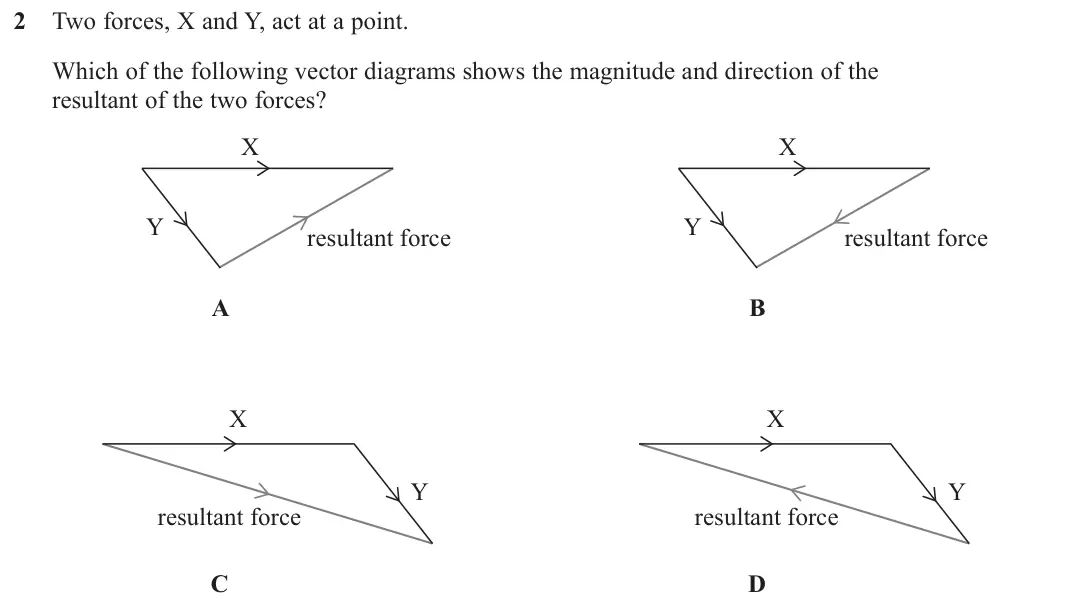 2 Two forces, X and Y, act at a point.
Which of the following vector diagrams shows the magnitude and direction of the
resultant of the two forces?
X
Y
resultant force
A
X
Y
resultant force
B
X
Y
resultant force
C
X
Y
resultant force
D